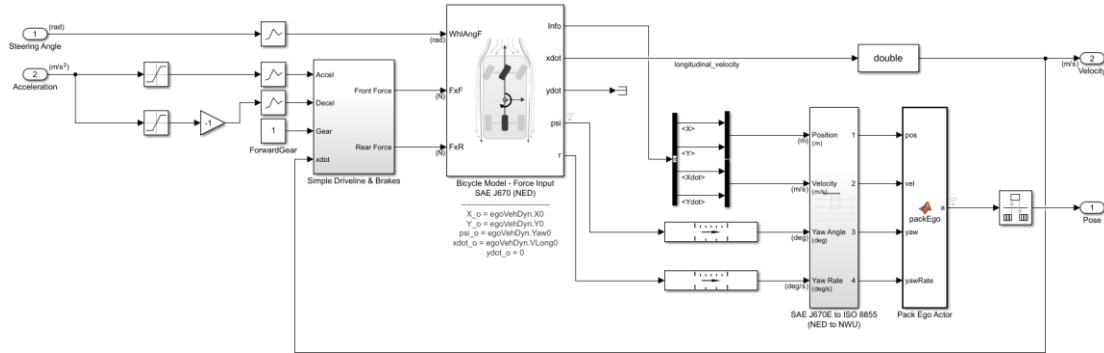 1
(rad)
Steering Angle
2
(m/s²)
Acceleration
-1
1
ForwardGear
Accel
Decel
Gear
xdot
Front Force
Rear Force
Simple Driveline & Brakes
(rad)
(N)
(N)
WhlAngF
FxF
FxR
Info
xdot
ydot
psi
r
Bicycle Model - Force Input
SAE J670 (NED)
X_o = egoVehDyn.X0
Y_o = egoVehDyn.Y0
psi_o = egoVehDyn.Yaw0
xdot_o = egoVehDyn.VLong0
ydot_o = 0
longitudinal_velocity
double
(m/s)
2
Velocity
<X>
<Y>
<Xdot>
<Ydot>
(m)
(m/s)
(deg)
(deg/s)
Position
(m)
Velocity
(m/s)
Yaw Angle
(deg)
Yaw Rate
(deg/s)
1
2
3
4
SAE J670E to ISO 8855
(NED to NWU)
pos
vel
yaw
yawRate
packEgo
a
Pack Ego Actor
1
Pose